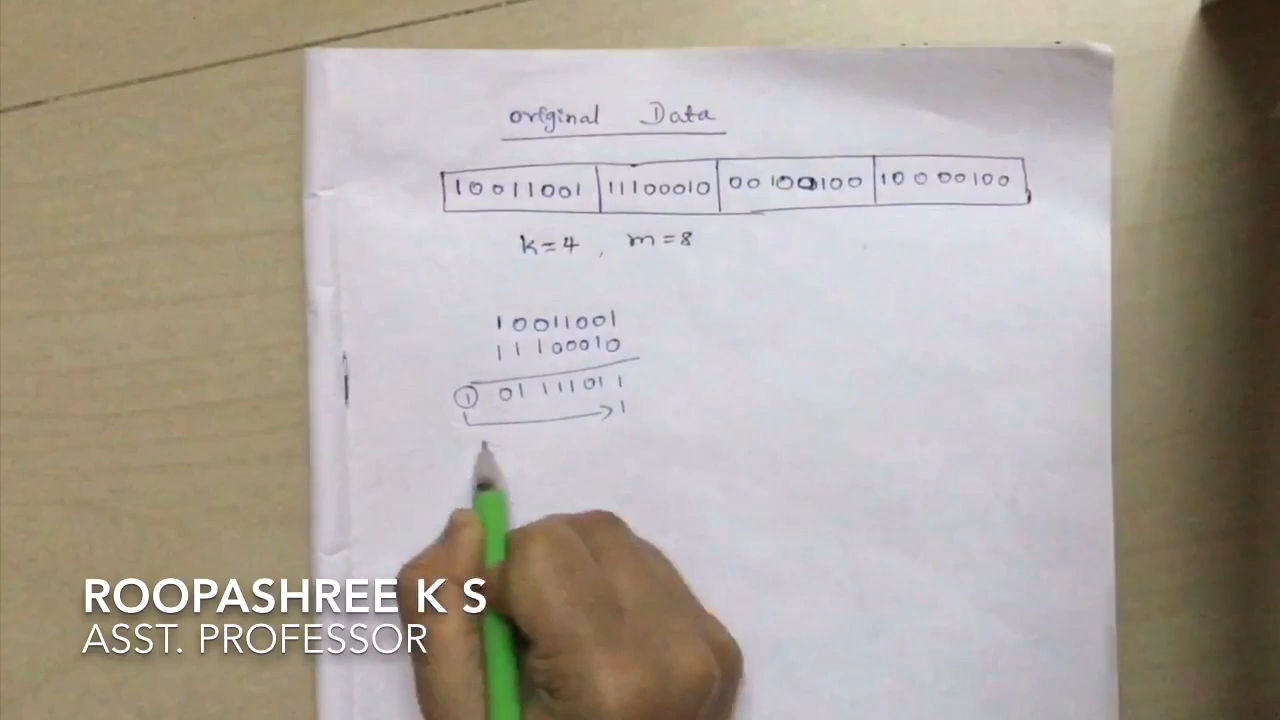 original Data
10011001 11100010 00100100 10000100
k=4 , m=8
10011001
11100010
1 01111011
1
ROOPASHREE K S
ASST. PROFESSOR